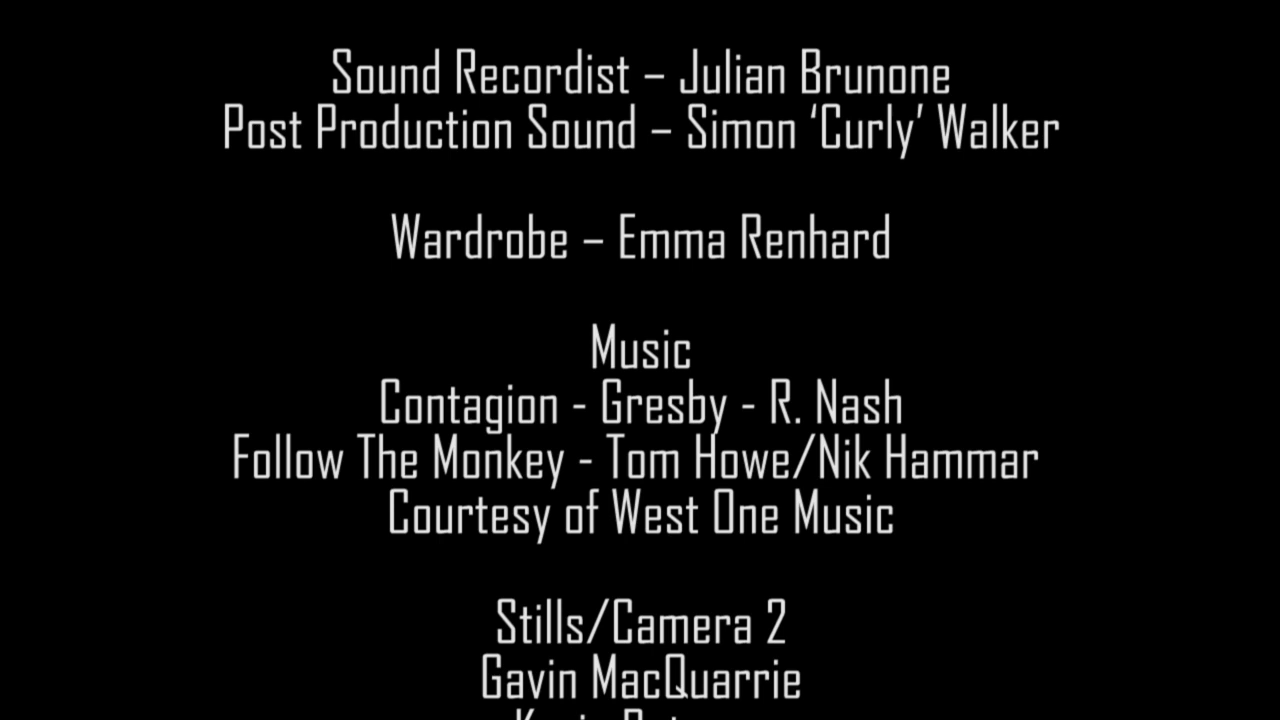 Sound Recordist – Julian Brunone
Post Production Sound – Simon ‘Curly’ Walker
Wardrobe – Emma Renhard
Music
Contagion - Gresby - R. Nash
Follow The Monkey - Tom Howe/Nik Hammar
Courtesy of West One Music
Stills/Camera 2
Gavin MacQuarrie